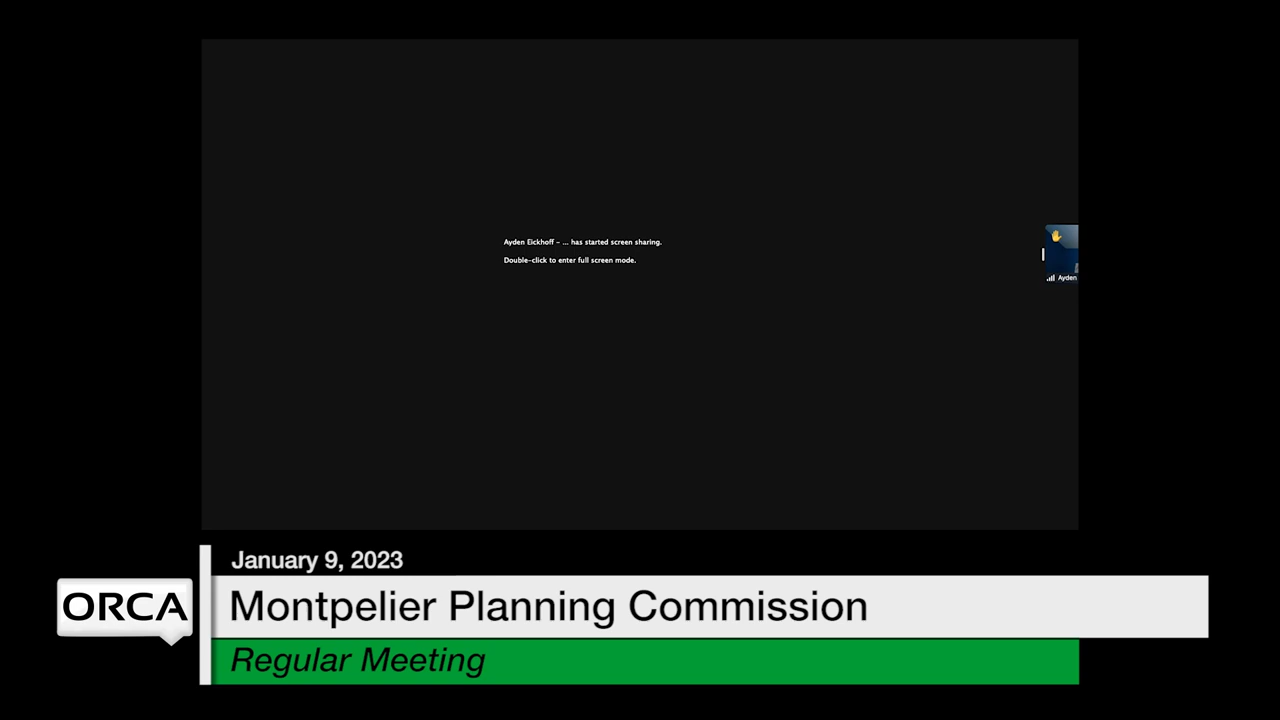 Ayden Eickhoff - ... has started screen sharing.
Double-click to enter full screen mode.
Ayden
January 9, 2023
ORCA
Montpelier Planning Commission
Regular Meeting